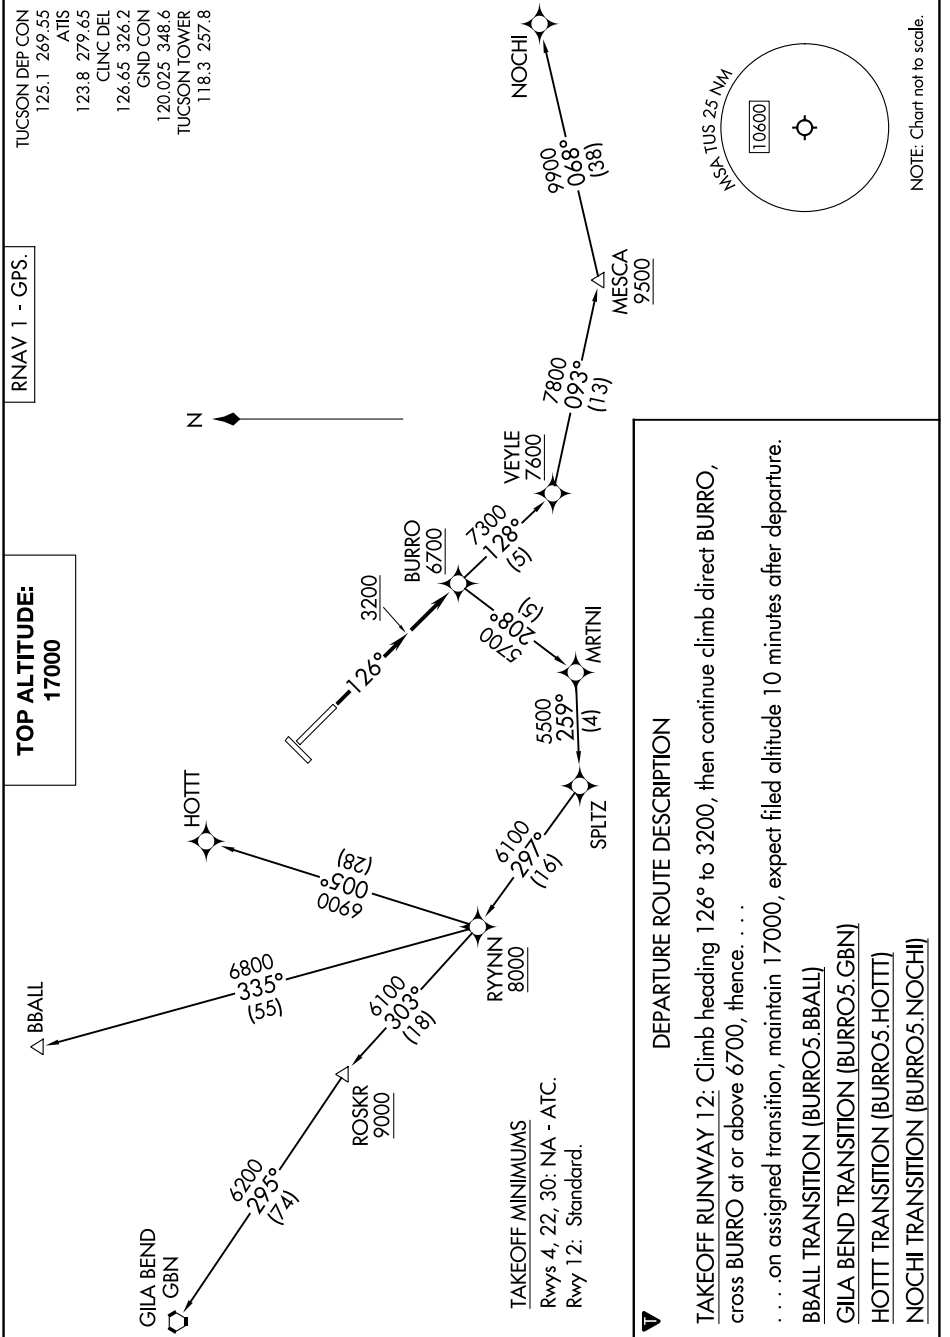 TOP ALTITUDE:
17000
RNAV 1 - GPS.
TUCSON DEP CON
125.1 269.55
ATIS
123.8 279.65
CLNC DEL
126.65 326.2
GND CON
120.025 348.6
TUCSON TOWER
118.3 257.8
BBALL
HOTTT
N
NOCHI
GILA BEND
GBN
6200
295°
(74)
ROSKR
9000
6100
303°
(18)
6800
335°
(55)
6900
005°
(28)
RYYNN
8000
6100
297°
(16)
SPLTZ
5500
259°
(4)
MRTNI
5700
208°
(5)
126°
3200
BURRO
6700
7300
128°
(5)
VEYLE
7600
7800
093°
(13)
MESCA
9500
9900
068°
(38)
MSA TUS 25 NM
10600
NOTE: Chart not to scale.
TAKEOFF MINIMUMS
Rwys 4, 22, 30: NA - ATC.
Rwy 12: Standard.
T
DEPARTURE ROUTE DESCRIPTION
TAKEOFF RUNWAY 12: Climb heading 126° to 3200, then continue climb direct BURRO,
cross BURRO at or above 6700, thence. . . .
. . . .on assigned transition, maintain 17000, expect filed altitude 10 minutes after departure.
BBALL TRANSITION (BURRO5.BBALL)
GILA BEND TRANSITION (BURRO5.GBN)
HOTTT TRANSITION (BURRO5.HOTTT)
NOCHI TRANSITION (BURRO5.NOCHI)